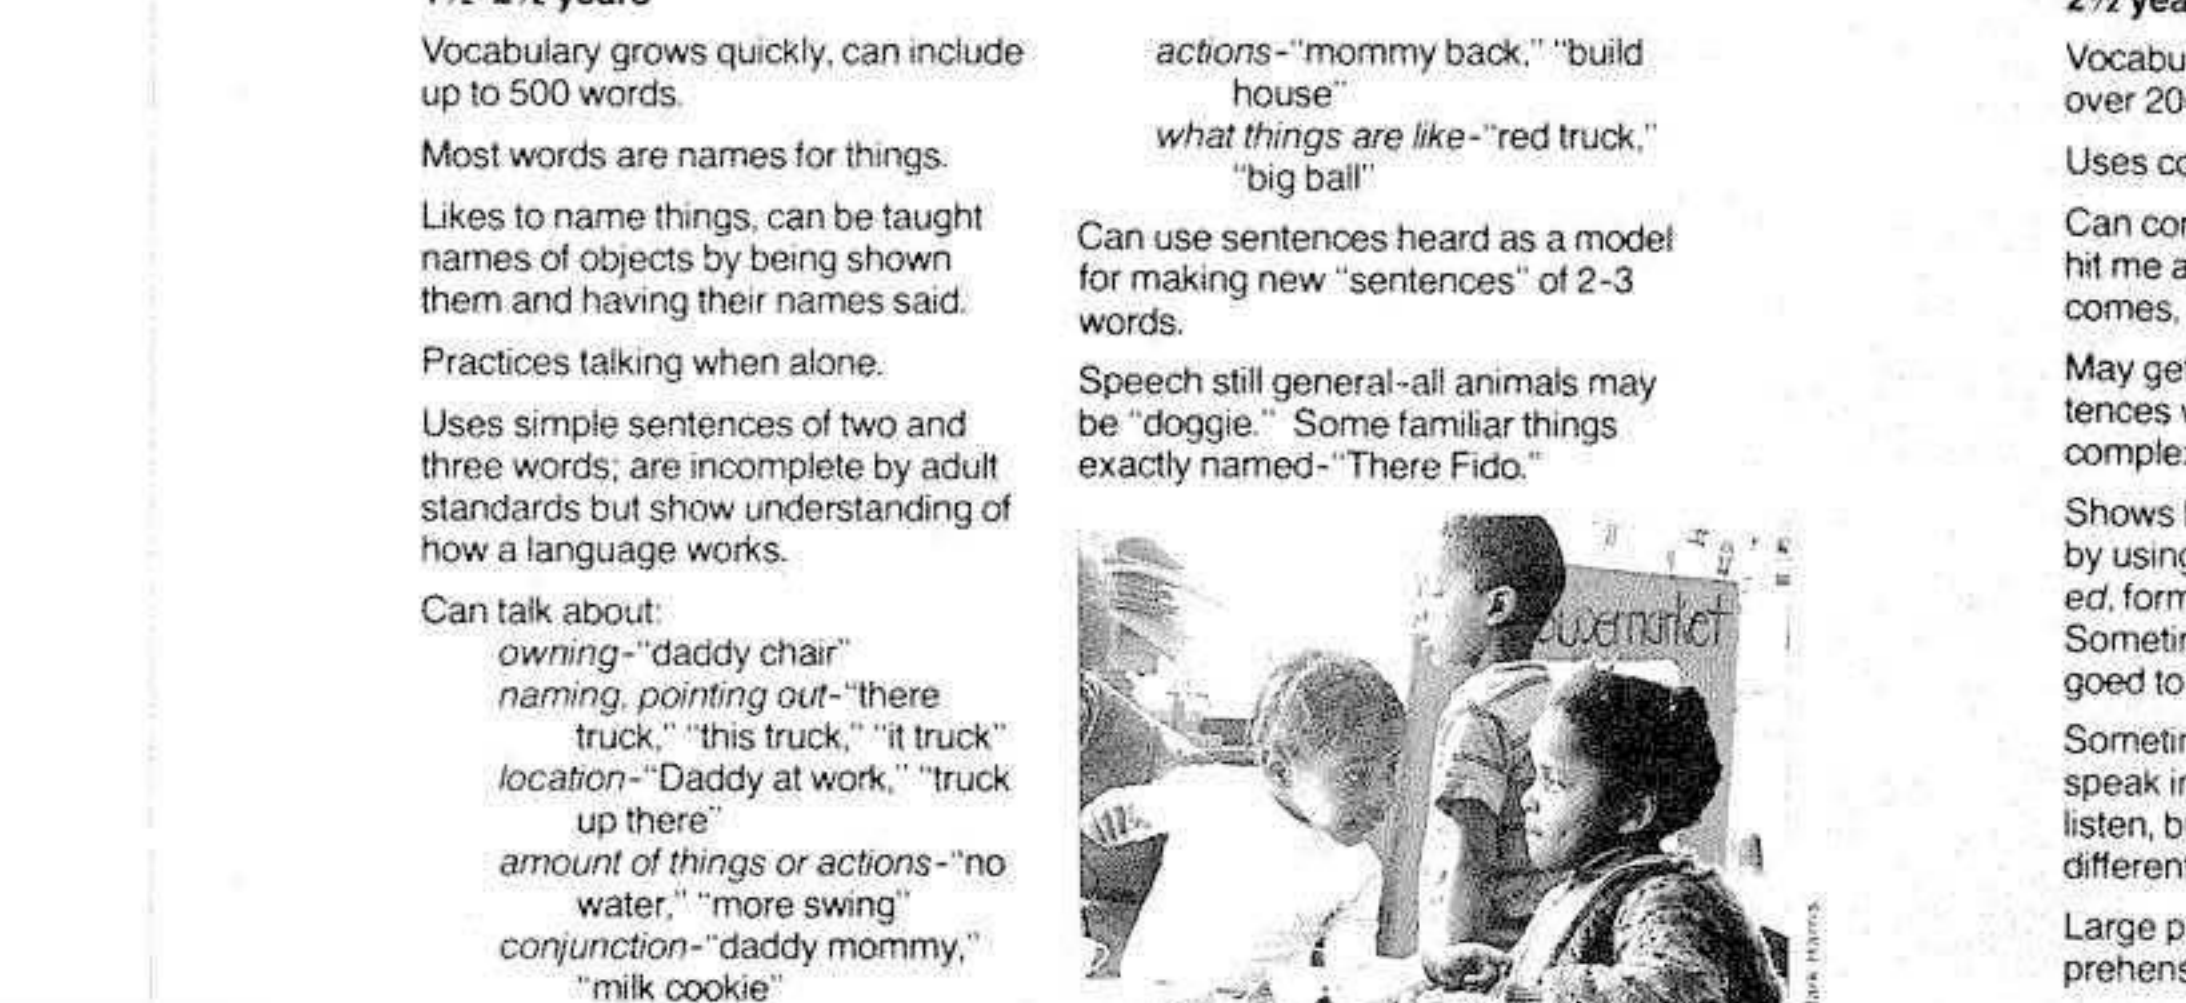 Vocabulary grows quickly, can include
up to 500 words.
Most words are names for things.
Likes to name things, can be taught
names of objects by being shown
them and having their names said.
Practices talking when alone.
Uses simple sentences of two and
three words; are incomplete by adult
standards but show understanding of
how a language works.
Can talk about:
owning-"daddy chair"
naming, pointing out-"there
truck," "this truck," "it truck"
location-"Daddy at work," "truck
up there"
amount of things or actions-"no
water," "more swing"
conjunction-"daddy mommy,"
"milk cookie"
actions-"mommy back," "build
house"
what things are like-"red truck,"
"big ball"
Can use sentences heard as a model
for making new "sentences" of 2-3
words.
Speech still general-all animals may
be "doggie." Some familiar things
exactly named-"There Fido."
2½
over
Uses
Can
hit me
comes,
May
Shows
by using
ed, form
goed to
speak
listen,
Large